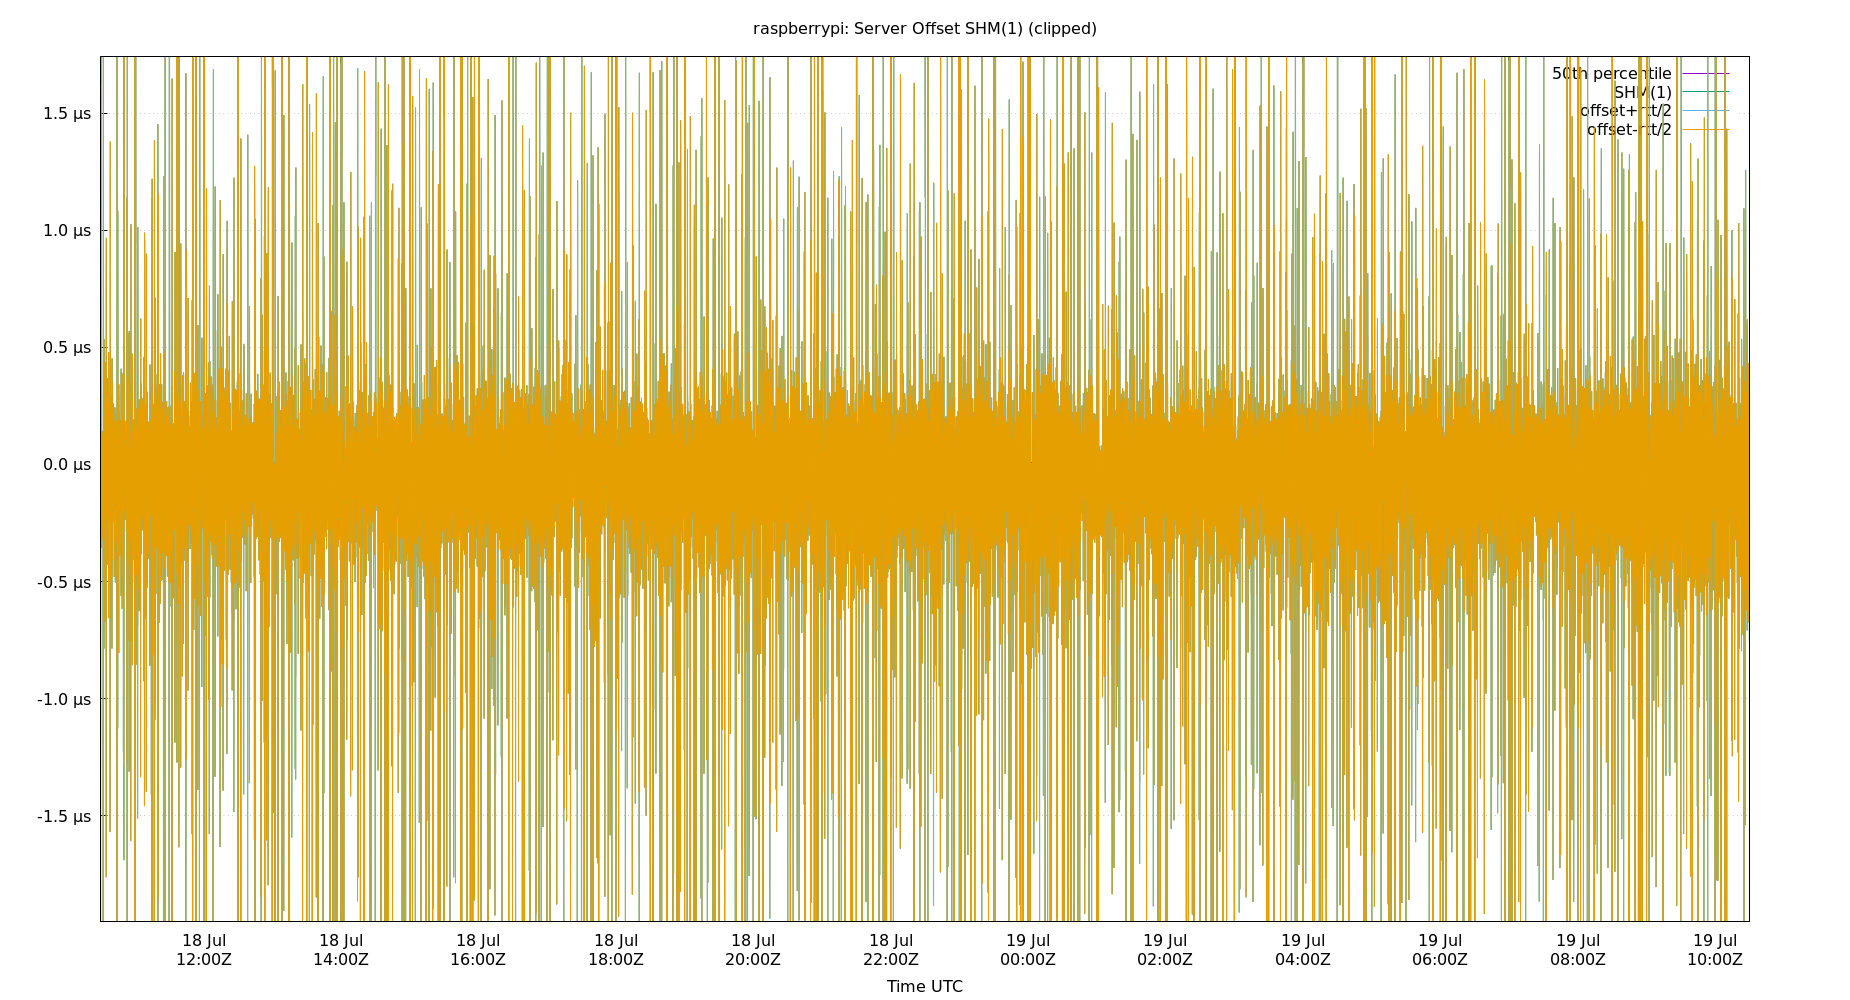 raspberrypi: Server Offset SHM(1) (clipped)
50th percentile
SHM(1)
offset+rtt/2
offset-rtt/2
1.5 µs
1.0 µs
0.5 µs
0.0 µs
-0.5 µs
-1.0 µs
-1.5 µs
18 Jul 18 Jul 18 Jul 18 Jul 18 Jul 18 Jul 19 Jul 19 Jul 19 Jul 19 Jul 19 Jul 19 Jul
12:00Z 14:00Z 16:00Z 18:00Z 20:00Z 22:00Z 00:00Z 02:00Z 04:00Z 06:00Z 08:00Z 10:00Z
Time UTC